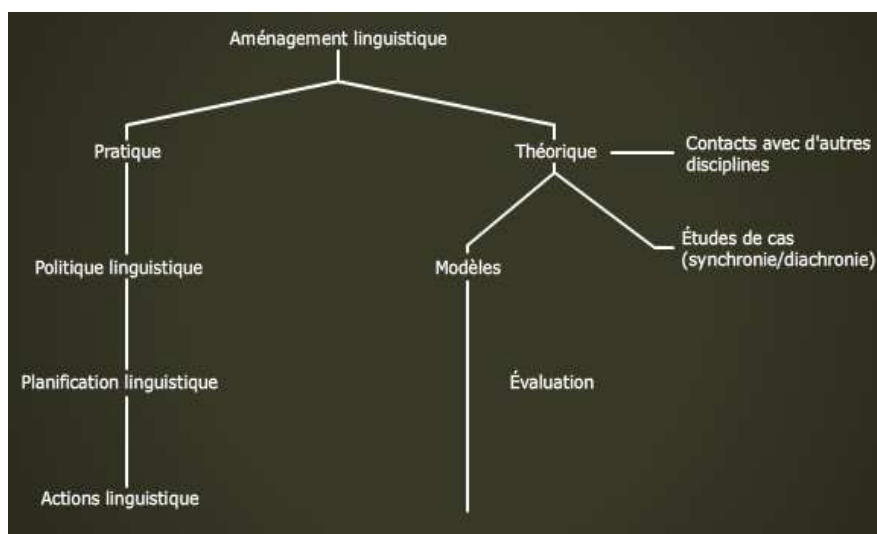 Aménagement linguistique
Pratique
Théorique
Contacts avec d'autres
disciplines
Études de cas
(synchronie/diachronie)
Politique linguistique
Modèles
Planification linguistique
Évaluation
Actions linguistique